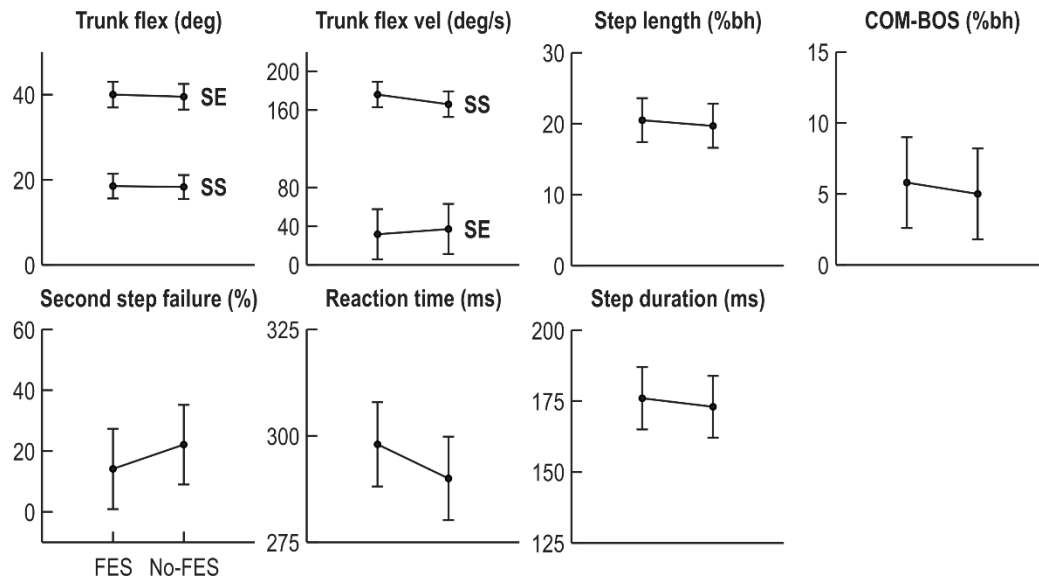 Trunk flex (deg)
40
20
0
SE
SS
Trunk flex vel (deg/s)
200
160
80
40
0
SS
SE
Step length (%bh)
30
20
10
0
COM-BOS (%bh)
15
10
5
0
Second step failure (%)
60
40
20
0
FES No-FES
Reaction time (ms)
325
300
275
Step duration (ms)
200
175
150
125